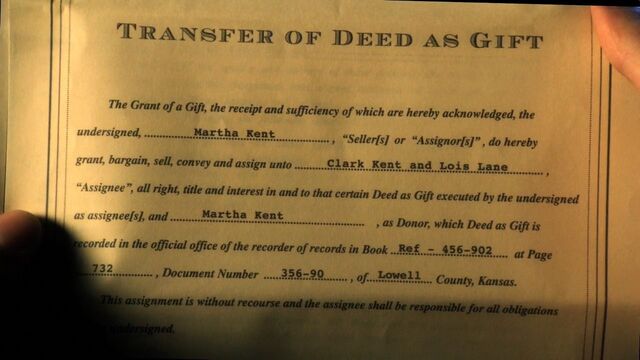 TRANSFER OF DEED AS GIFT
The Grant of a Gift, the receipt and sufficiency of which are hereby acknowledged, the
undersigned, Martha Kent, "Seller[s] or "Assignor[s]", do hereby
grant, bargain, sell, convey and assign unto Clark Kent and Lois Lane,
"Assignee", all right, title and interest in and to that certain Deed as Gift executed by the undersigned
as assignee[s], and Martha Kent, as Donor, which Deed as Gift is
recorded in the official office of the recorder of records in Book Ref - 456-902 at Page
732, Document Number 356-90, of Lowell County, Kansas.
This assignment is without recourse and the assignee shall be responsible for all obligations
undersigned.